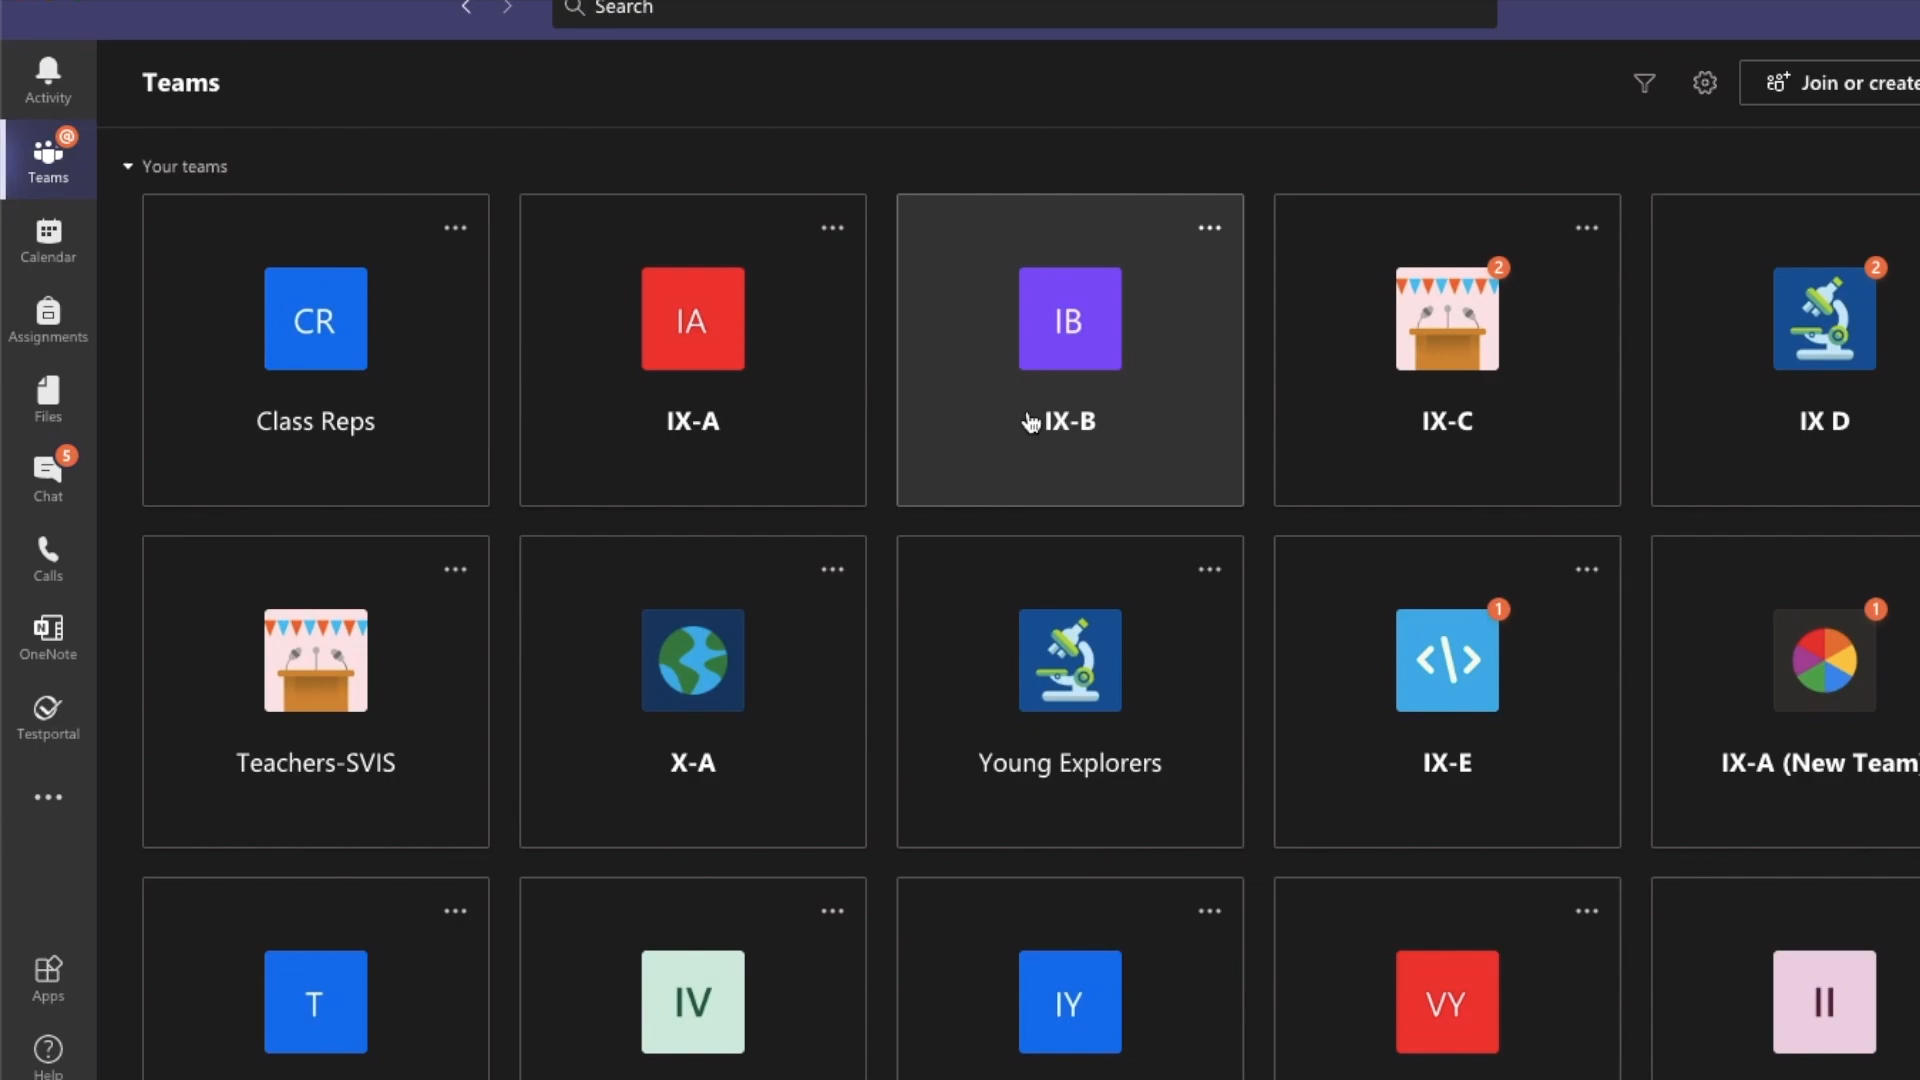 Search
Activity
Teams
Join or create
@
Teams
Your teams
Calendar
Assignments
Files
5
Chat
Calls
OneNote
Testportal
Apps
?
Help
CR
IA
IB
2
2
Class Reps
IX-A
IX-B
IX-C
IX D
1
1
</>
Teachers-SVIS
X-A
Young Explorers
IX-E
IX-A (New Team)
T
IV
IY
VY
II